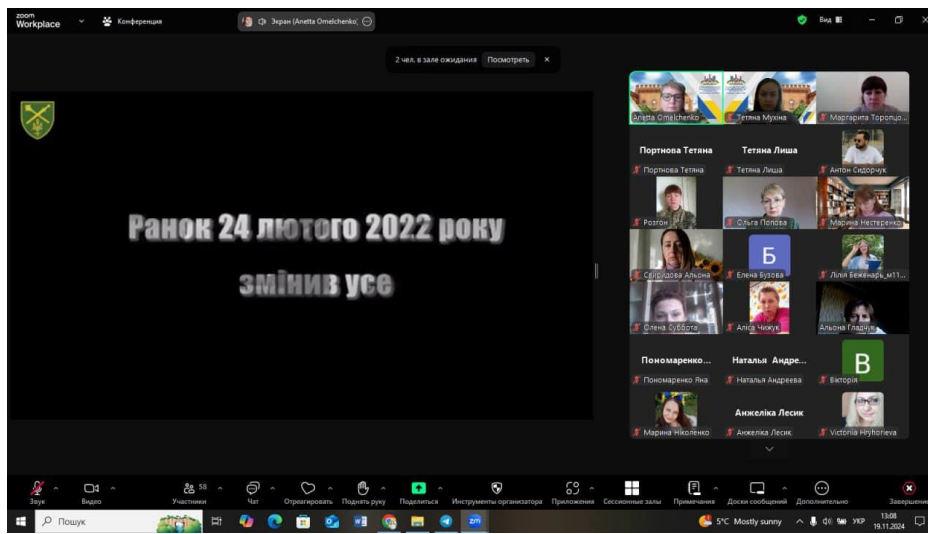 zoom
Workplace
Конференция
Экран (Anetta Omelchenko)
Вид
2 чел. в зале ожидания Посмотреть
Ранок 24 лютого 2022 року
змінив усе
Anetta Omelchenko
Тетяна Мухіна
Маргарита Торопцо...
Портнова Тетяна
Тетяна Лиша
Портнова Тетяна
Тетяна Лиша
Антон Сидорчук
Розгон
Ольга Попова
Марина Нестеренко
Свиридова Альона
Б
Елена Бузова
Лілія Беженарь_м11...
Олена Суббота
Аліса Чижук
Альона Гладчук
Пономаренко...
Наталья Андре...
В
Пономаренко Яна
Наталья Андреева
Вікторія
Анжеліка Лесик
Марина Ніколенко
Анжеліка Лесик
Victoriia Hryhorieva
58
Звук
Видео
Участники
Чат
Отреагировать
Поднять руку
Поделиться
Инструменты организатора
Приложения
Сессионные залы
Примечания
Доски сообщений
Дополнительно
Завершение
Пошук
zm
5°C Mostly sunny
УКР
13:08
19.11.2024